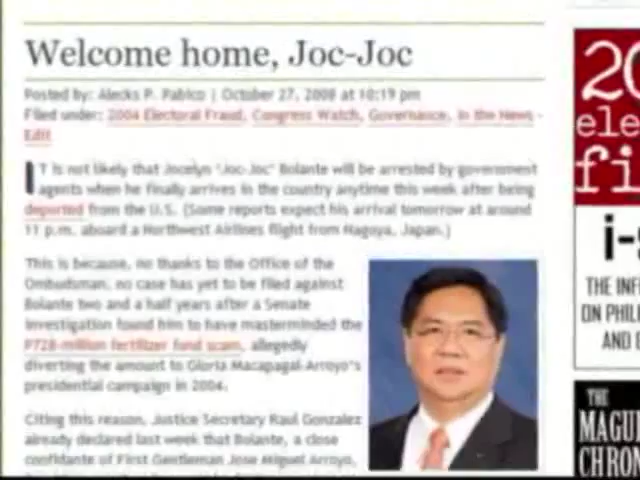 Welcome home, Joc-Joc
Posted by: Alecks P. Pabico | October 27, 2008 at 10:19 pm
Filed under: 2004 Electoral Fraud, Congress Watch, Governance, In the News -
Edit
IT is not likely that Jocelyn "Joc-Joc" Bolante will be arrested by government
agents when he finally arrives in the country anytime this week after being
deported from the U.S. (Some reports expect his arrival tomorrow at around
11 p.m. aboard a Northwest Airlines flight from Nagoya, Japan.)
This is because, no thanks to the Office of the
Ombudsman, no case has yet to be filed against
Bolante two and a half years after a Senate
investigation found him to have masterminded the
P728-million fertilizer fund scam, allegedly
diverting the amount to Gloria Macapagal-Arroyo's
presidential campaign in 2004.
Citing this reason, Justice Secretary Raul Gonzalez
already declared last week that Bolante, a close
confidante of First Gentleman Jose Miguel Arroyo,
20
ele
fi
i-
THE INF
ON PHIL
AND
THE
MAGU
CHRON